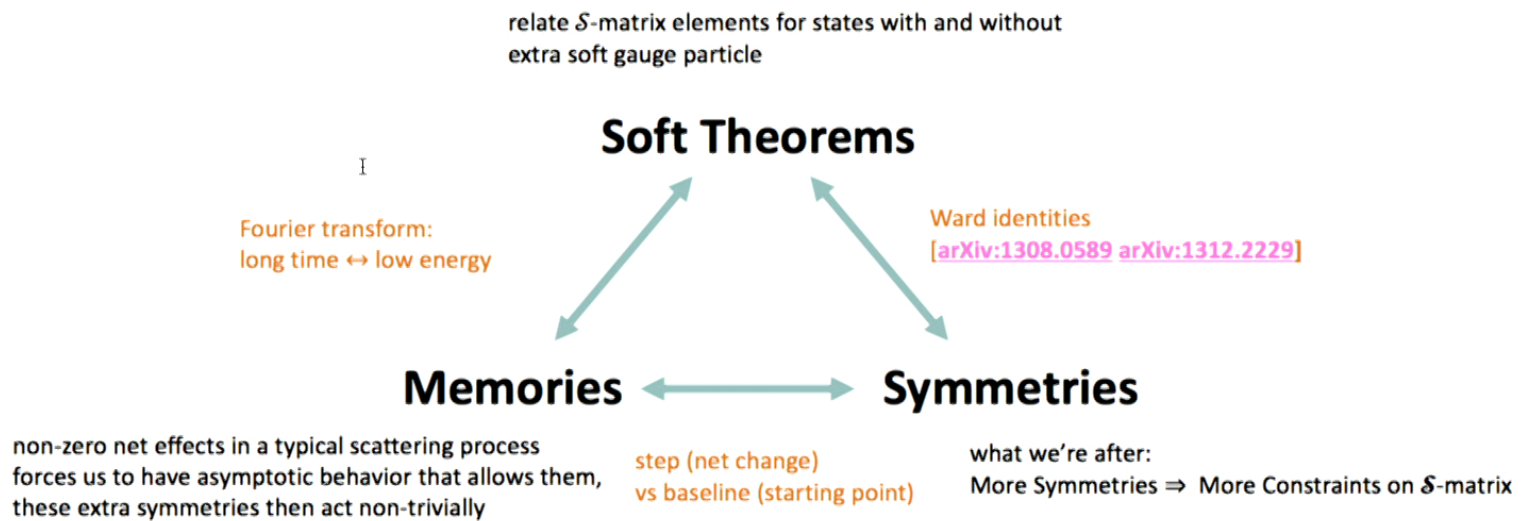 relate 𝒮-matrix elements for states with and without
extra soft gauge particle
Soft Theorems
Fourier transform:
long time ↔ low energy
Ward identities
[arXiv:1308.0589 arXiv:1312.2229]
Memories
Symmetries
non-zero net effects in a typical scattering process
forces us to have asymptotic behavior that allows them,
these extra symmetries then act non-trivially
step (net change)
vs baseline (starting point)
what we're after:
More Symmetries ⇒ More Constraints on 𝒮-matrix